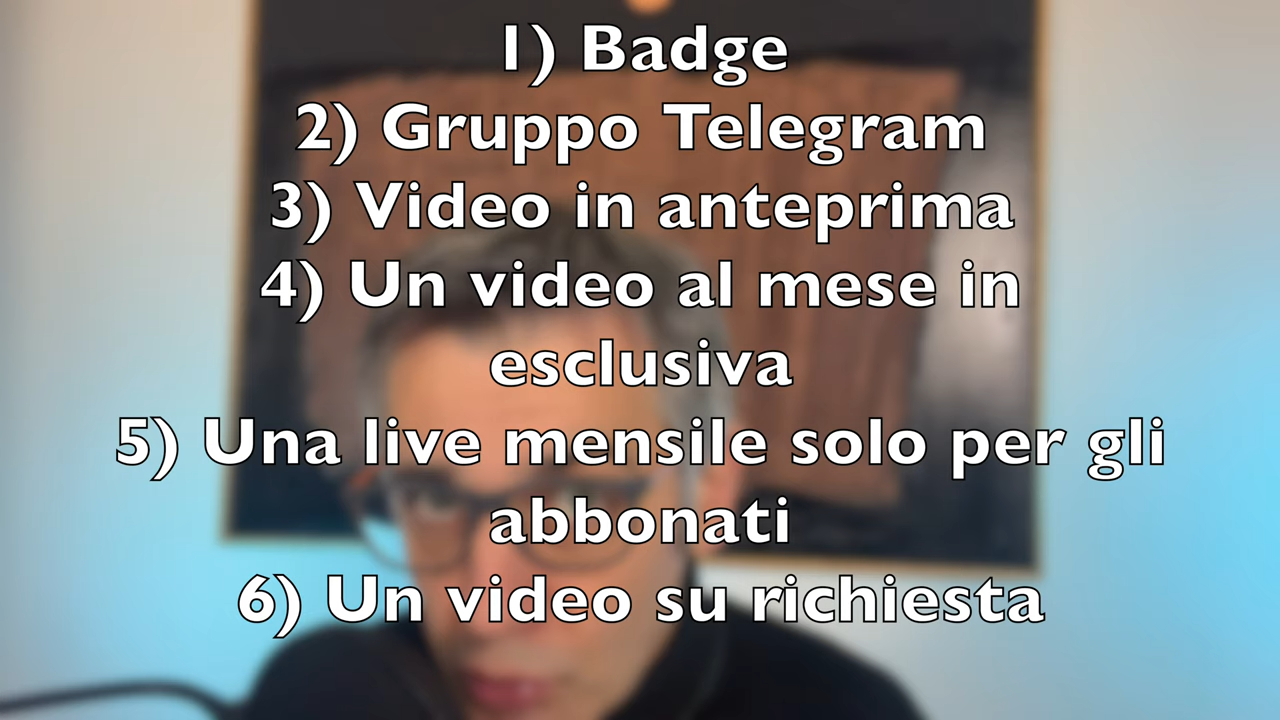 1) Badge
2) Gruppo Telegram
3) Video in anteprima
4) Un video al mese in
esclusiva
5) Una live mensile solo per gli
abbonati
6) Un video su richiesta